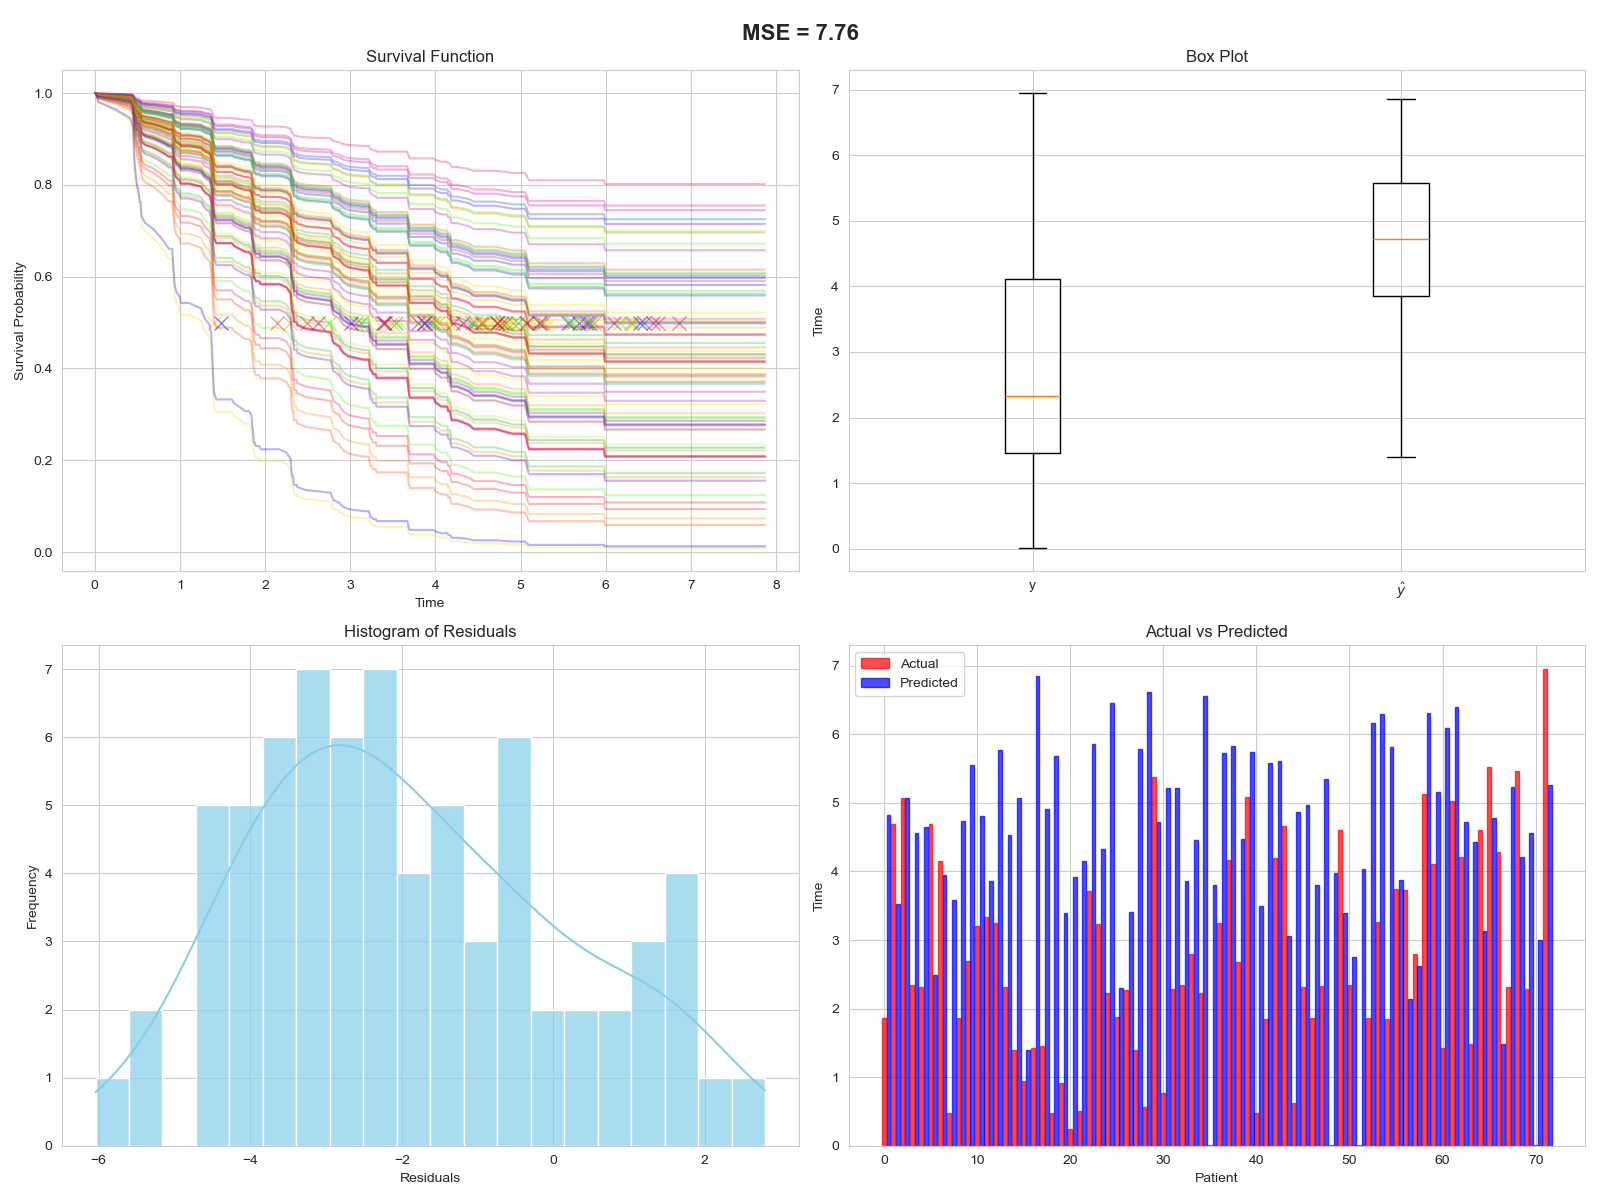 MSE = 7.76
Survival Function
Survival Probability
1.0
0.8
0.6
0.4
0.2
0.0
0 1 2 3 4 5 6 7 8
Time
Box Plot
Time
7
6
5
4
3
2
1
0
y ŷ
Histogram of Residuals
Frequency
7
6
5
4
3
2
1
0
−6 −4 −2 0 2
Residuals
Actual vs Predicted
Actual
Predicted
Time
7
6
5
4
3
2
1
0
0 10 20 30 40 50 60 70
Patient